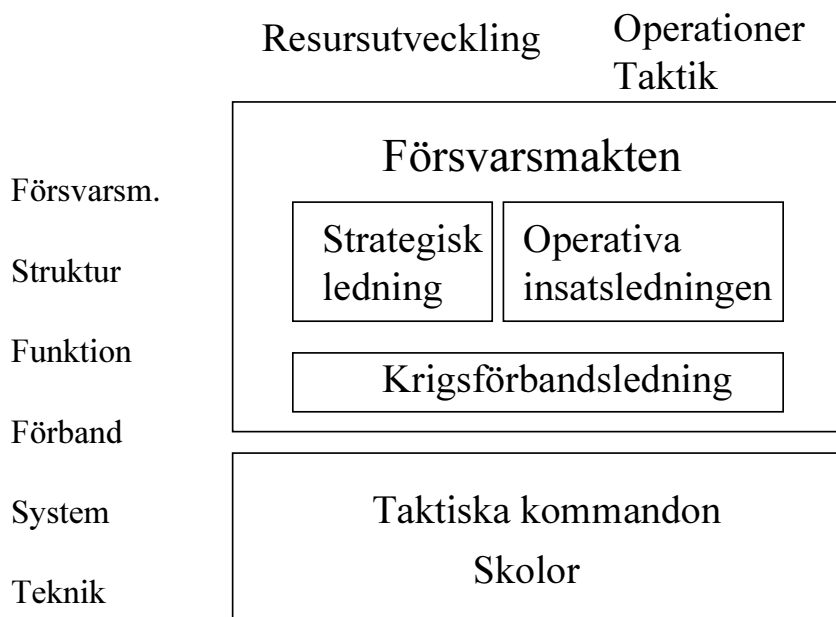 Resursutveckling
Operationer
Taktik
Försvarsmakten
Försvarsm.
Strategisk
ledning
Operativa
insatsledningen
Struktur
Funktion
Krigsförbandsledning
Förband
System
Taktiska kommandon
Skolor
Teknik